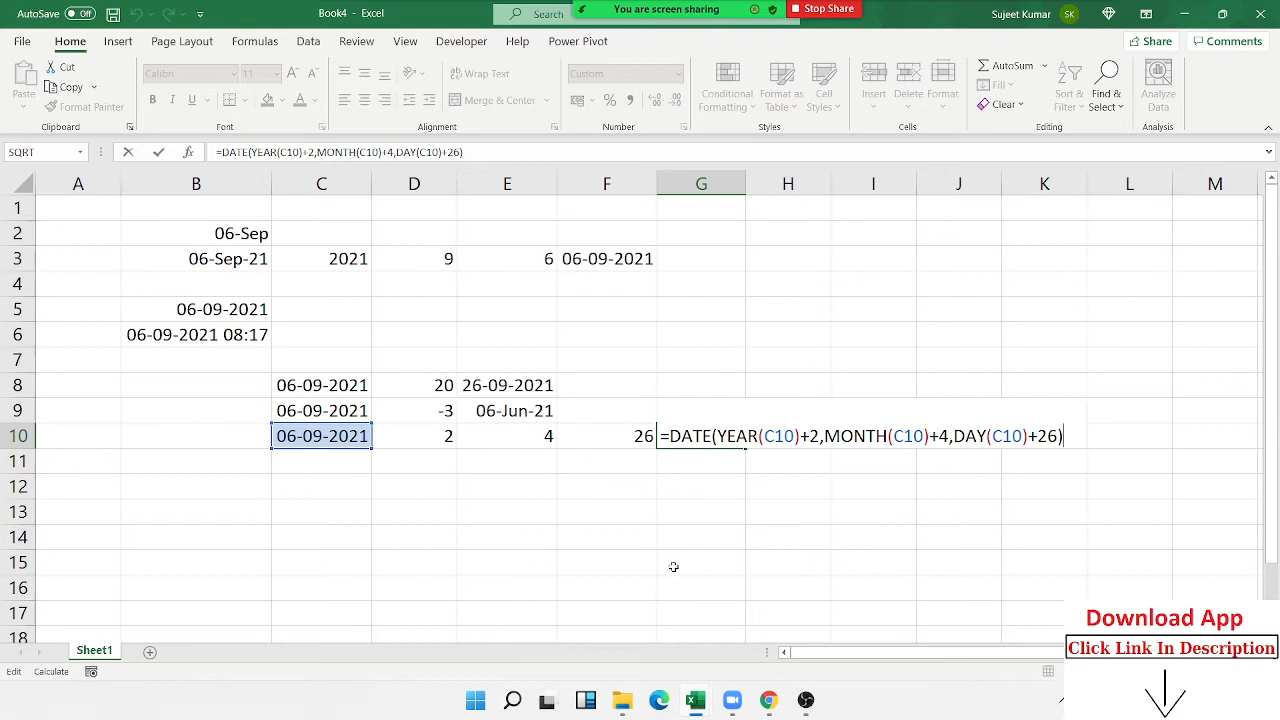 AutoSave Off Book4 - Excel Search You are screen sharing Stop Share Sujeet Kumar SK
File Home Insert Page Layout Formulas Data Review View Developer Help Power Pivot Share Comments
Paste Cut Copy Format Painter
Calibri 11 Wrap Text Merge & Center Custom
B I U % ,
Conditional Formatting Format as Table Cell Styles Insert Delete Format
AutoSum Fill Clear Sort & Filter Find & Select Analyze Data
Clipboard Font Alignment Number Styles Cells Editing Analysis
SQRT fx =DATE(YEAR(C10)+2,MONTH(C10)+4,DAY(C10)+26)
A B C D E F G H I J K L M
1
2 06-Sep
3 06-Sep-21 2021 9 6 06-09-2021
4
5 06-09-2021
6 06-09-2021 08:17
7
8 06-09-2021 20 26-09-2021
9 06-09-2021 -3 06-Jun-21
10 06-09-2021 2 4 26 =DATE(YEAR(C10)+2,MONTH(C10)+4,DAY(C10)+26)
11
12
13
14
15
16
17
18
Download App
Click Link In Description
Sheet1
Edit Calculate